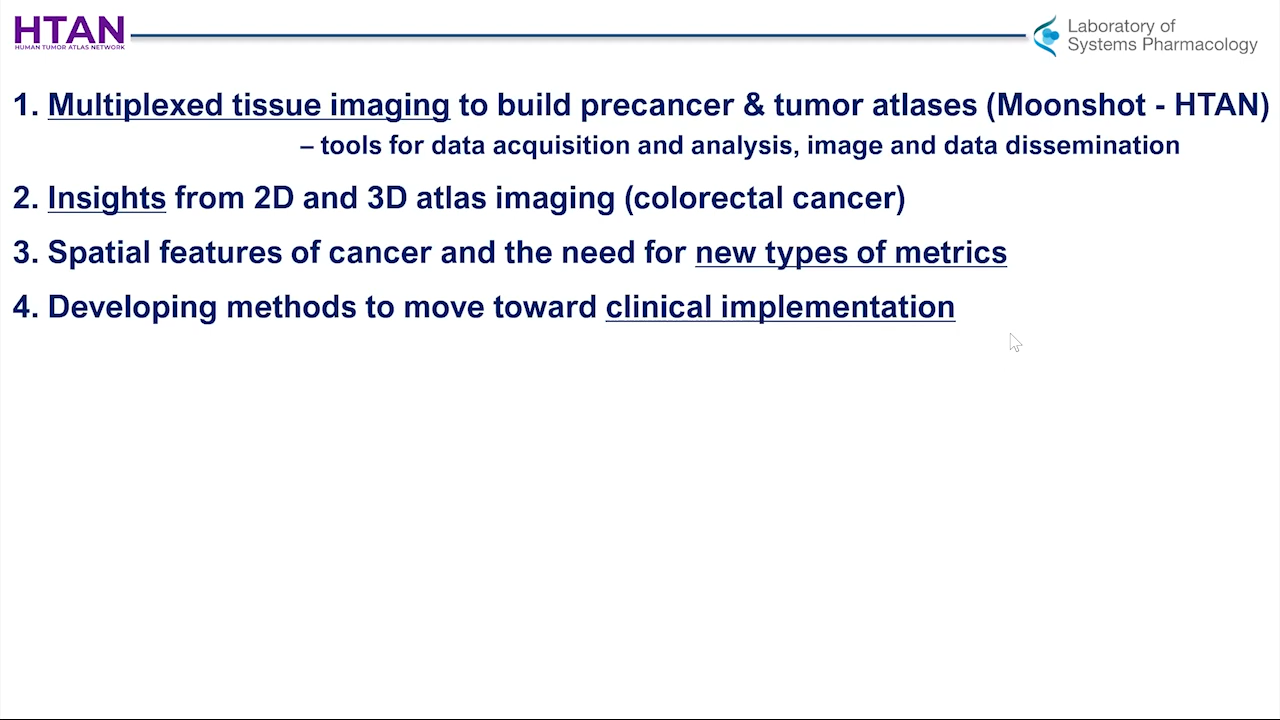 HTAN
HUMAN TUMOR ATLAS NETWORK
Laboratory of
Systems Pharmacology
1. Multiplexed tissue imaging to build precancer & tumor atlases (Moonshot - HTAN)
– tools for data acquisition and analysis, image and data dissemination
2. Insights from 2D and 3D atlas imaging (colorectal cancer)
3. Spatial features of cancer and the need for new types of metrics
4. Developing methods to move toward clinical implementation